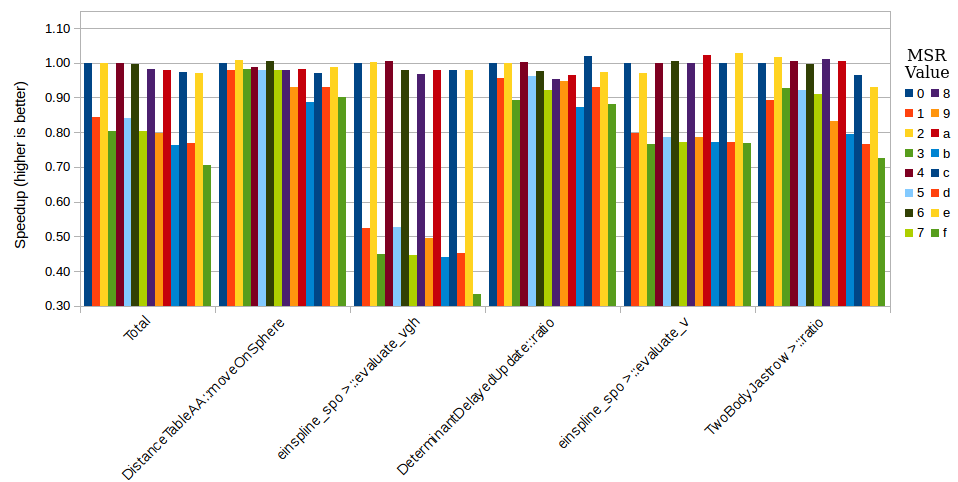 1.10
1.00
0.90
0.80
0.70
0.60
0.50
0.40
0.30
Speedup (higher is better)
Total
DistanceTableAA::moveOnSphere
einspline_spo >::evaluate_vgh
DeterminantDelayedUpdate::ratio
einspline_spo >::evaluate_v
TwoBodyJastrow >::ratio
MSR
Value
0 8
1 9
2 a
3 b
4 c
5 d
6 e
7 f